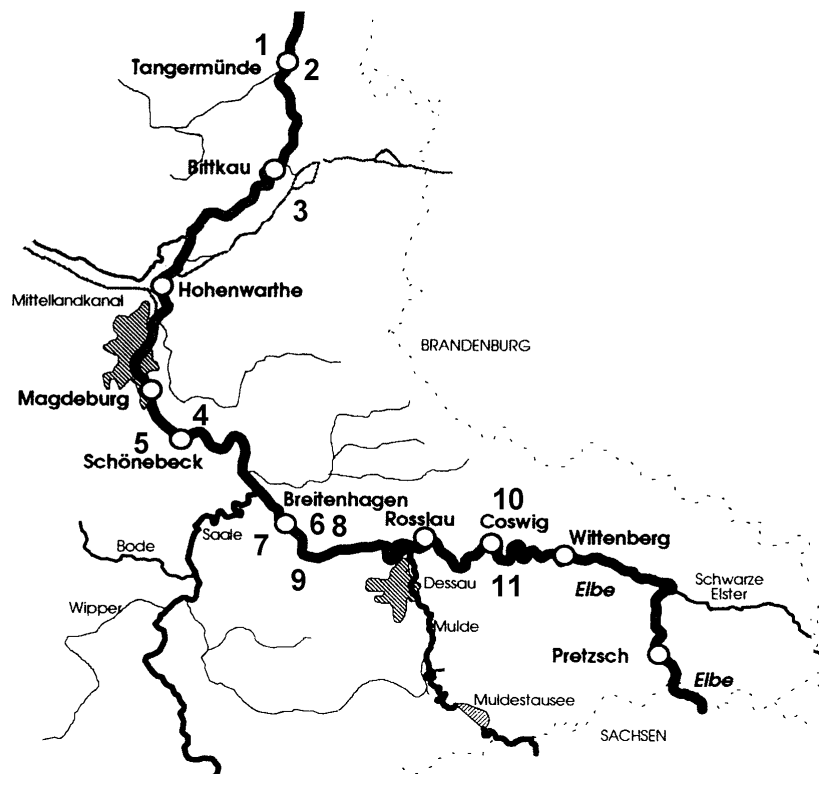 1
Tangermünde
2
Bittkau
3
Hohenwarthe
Mittellandkanal
BRANDENBURG
Magdeburg
4
5
Schönebeck
Breitenhagen
10
6 8
Rosslau
Coswig
7
Saale
Wittenberg
Bode
9
Dessau
11
Elbe
Schwarze
Elster
Wipper
Mulde
Pretzsch
Elbe
Muldestausee
SACHSEN